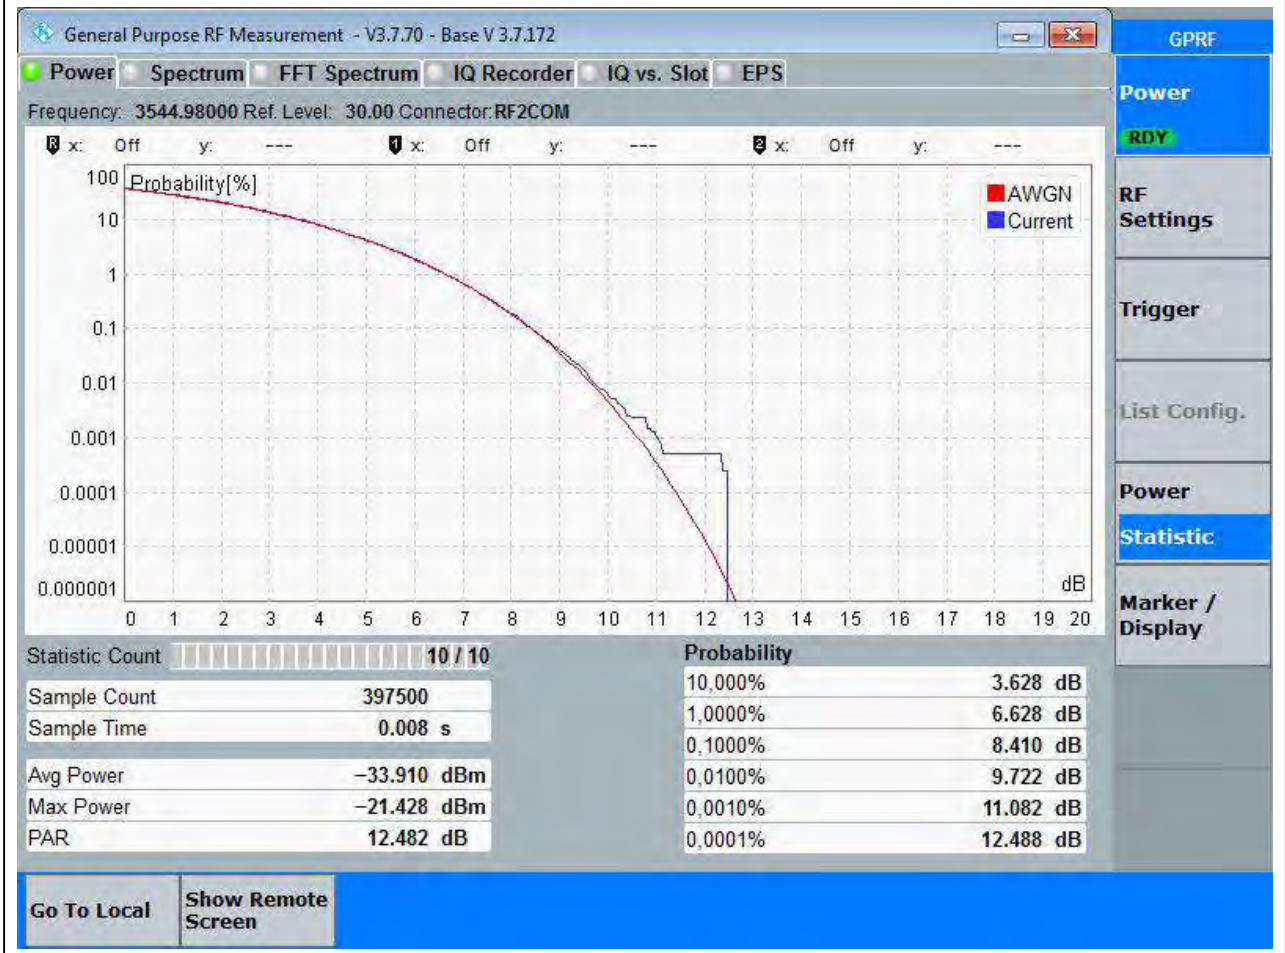 General Purpose RF Measurement - V3.7.70 - Base V 3.7.172
GPRF
Power Spectrum FFT Spectrum IQ Recorder IQ vs. Slot EPS
Frequency: 3544.98000 Ref. Level: 30.00 Connector:RF2COM
R x: Off y: --- 1 x: Off y: --- 2 x: Off y: ---
Probability[%]
100
10
1
0.1
0.01
0.001
0.0001
0.00001
0.000001
AWGN
Current
dB
0 1 2 3 4 5 6 7 8 9 10 11 12 13 14 15 16 17 18 19 20
Statistic Count 10 / 10
Sample Count 397500
Sample Time 0.008 s
Avg Power −33.910 dBm
Max Power −21.428 dBm
PAR 12.482 dB
Probability
10,000% 3.628 dB
1,0000% 6.628 dB
0,1000% 8.410 dB
0,0100% 9.722 dB
0,0010% 11.082 dB
0,0001% 12.488 dB
Power
RDY
RF
Settings
Trigger
List Config.
Power
Statistic
Marker /
Display
Go To Local
Show Remote
Screen